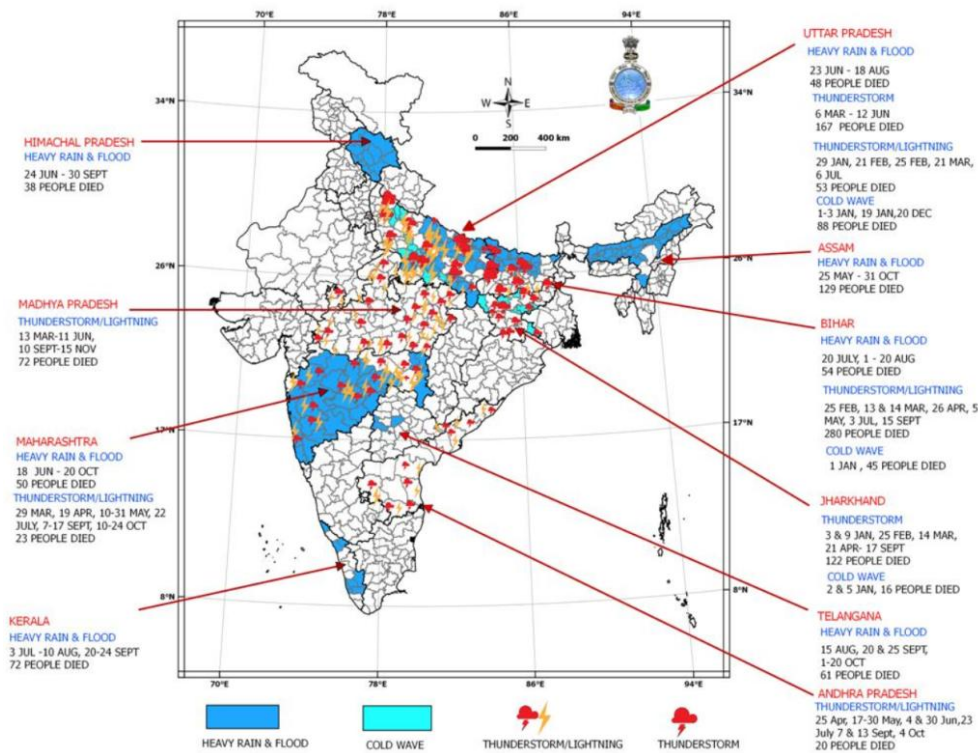 70°E
78°E
86°E
94°E
34°N
34°N
26°N
26°N
17°N
17°N
8°N
8°N
70°E
78°E
86°E
94°E
N
W
E
S
0 200 400 km
HIMACHAL PRADESH
HEAVY RAIN & FLOOD
24 JUN - 30 SEPT
38 PEOPLE DIED
MADHYA PRADESH
THUNDERSTORM/LIGHTNING
13 MAR-11 JUN,
10 SEPT-15 NOV
72 PEOPLE DIED
MAHARASHTRA
HEAVY RAIN & FLOOD
18 JUN - 20 OCT
50 PEOPLE DIED
THUNDERSTORM/LIGHTNING
29 MAR, 19 APR, 10-31 MAY, 22
JULY, 7-17 SEPT, 10-24 OCT
23 PEOPLE DIED
KERALA
HEAVY RAIN & FLOOD
3 JUL -10 AUG, 20-24 SEPT
72 PEOPLE DIED
UTTAR PRADESH
HEAVY RAIN & FLOOD
23 JUN - 18 AUG
48 PEOPLE DIED
THUNDERSTORM
6 MAR - 12 JUN
167 PEOPLE DIED
THUNDERSTORM/LIGHTNING
29 JAN, 21 FEB, 25 FEB, 21 MAR,
6 JUL
53 PEOPLE DIED
COLD WAVE
1-3 JAN, 19 JAN,20 DEC
88 PEOPLE DIED
ASSAM
HEAVY RAIN & FLOOD
25 MAY - 31 OCT
129 PEOPLE DIED
BIHAR
HEAVY RAIN & FLOOD
20 JULY, 1 - 20 AUG
54 PEOPLE DIED
THUNDERSTORM/LIGHTNING
25 FEB, 13 & 14 MAR, 26 APR, 5
MAY, 3 JUL, 15 SEPT
280 PEOPLE DIED
COLD WAVE
1 JAN , 45 PEOPLE DIED
JHARKHAND
THUNDERSTORM
3 & 9 JAN, 25 FEB, 14 MAR,
21 APR- 17 SEPT
122 PEOPLE DIED
COLD WAVE
2 & 5 JAN, 16 PEOPLE DIED
TELANGANA
HEAVY RAIN & FLOOD
15 AUG, 20 & 25 SEPT,
1-20 OCT
61 PEOPLE DIED
ANDHRA PRADESH
THUNDERSTORM/LIGHTNING
25 Apr, 17-30 May, 4 & 30 Jun,23
July 7 & 13 Sept, 4 Oct
20 PEOPLE DIED
HEAVY RAIN & FLOOD
COLD WAVE
THUNDERSTORM/LIGHTNING
THUNDERSTORM